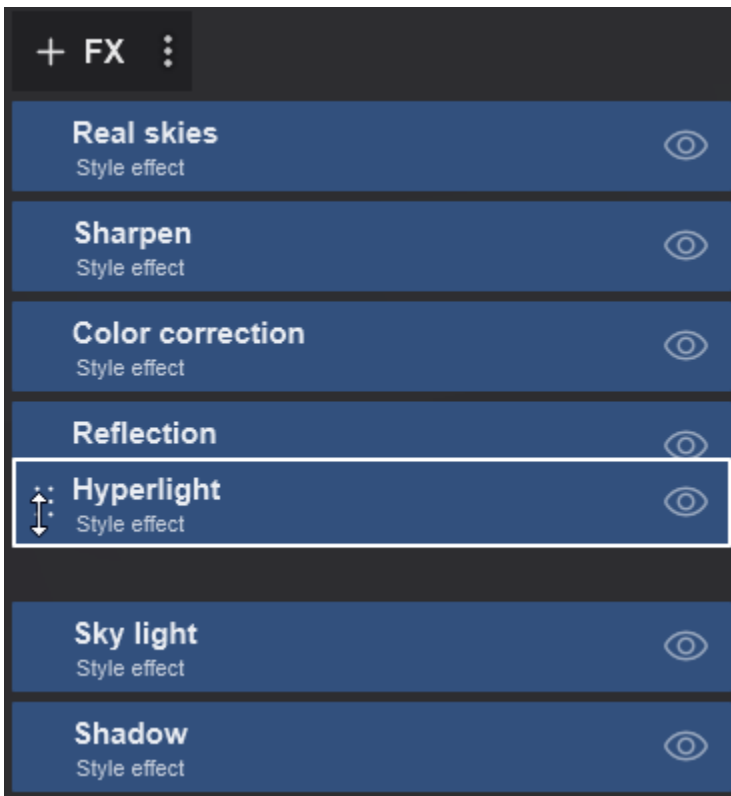 + FX
Real skies
Style effect
Sharpen
Style effect
Color correction
Style effect
Reflection
Hyperlight
Style effect
Sky light
Style effect
Shadow
Style effect